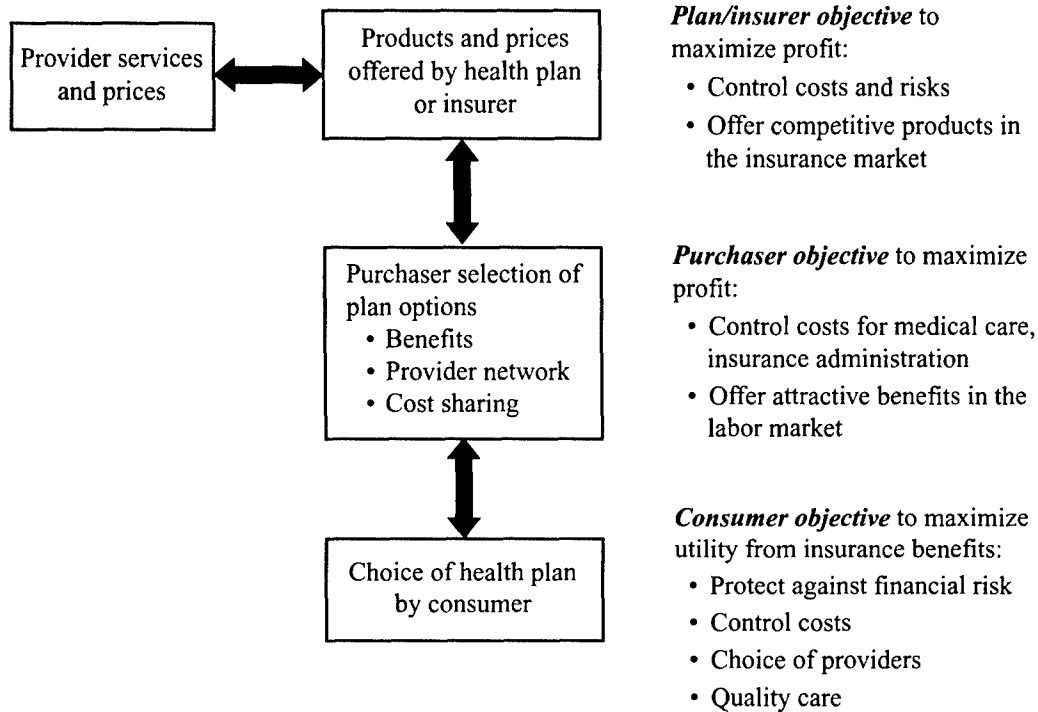 Provider services
and prices
Products and prices
offered by health plan
or insurer
Plan/insurer objective to
maximize profit:
• Control costs and risks
• Offer competitive products in
the insurance market
Purchaser selection of
plan options
• Benefits
• Provider network
• Cost sharing
Purchaser objective to maximize
profit:
• Control costs for medical care,
insurance administration
• Offer attractive benefits in the
labor market
Choice of health plan
by consumer
Consumer objective to maximize
utility from insurance benefits:
• Protect against financial risk
• Control costs
• Choice of providers
• Quality care